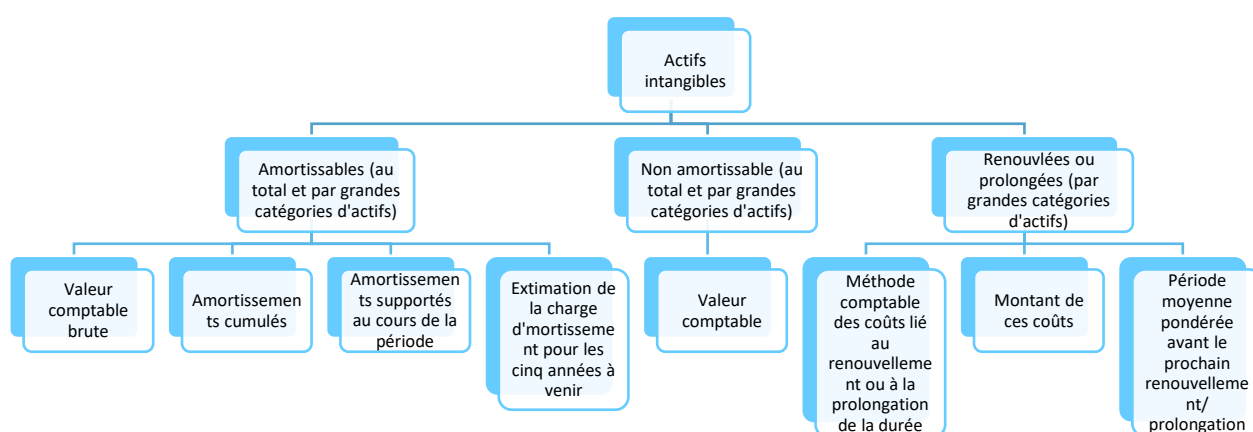 Actifs
intangibles
Amortissables (au
total et par grandes
catégories d'actifs)
Non amortissable (au
total et par grandes
catégories d'actifs)
Renouvlées ou
prolongées (par
grandes catégories
d'actifs)
Valeur
comptable
brute
Amortissemen
ts cumulés
Amortissemen
ts supportés
au cours de la
période
Extimation de
la charge
d'mortisseme
nt pour les
cinq années à
venir
Valeur
comptable
Méthode
comptable
des coûts lié
au
renouvelleme
nt ou à la
prolongation
de la durée
Montant de
ces coûts
Période
moyenne
pondérée
avant le
prochain
renouvelleme
nt/
prolongation